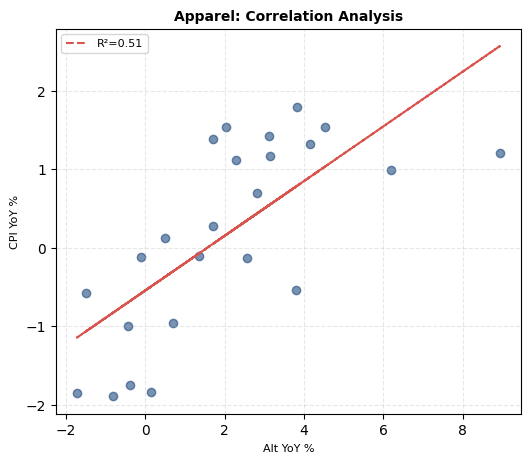 Apparel: Correlation Analysis
R²=0.51
CPI YoY %
2
1
0
−1
−2
−2 0 2 4 6 8
Alt YoY %